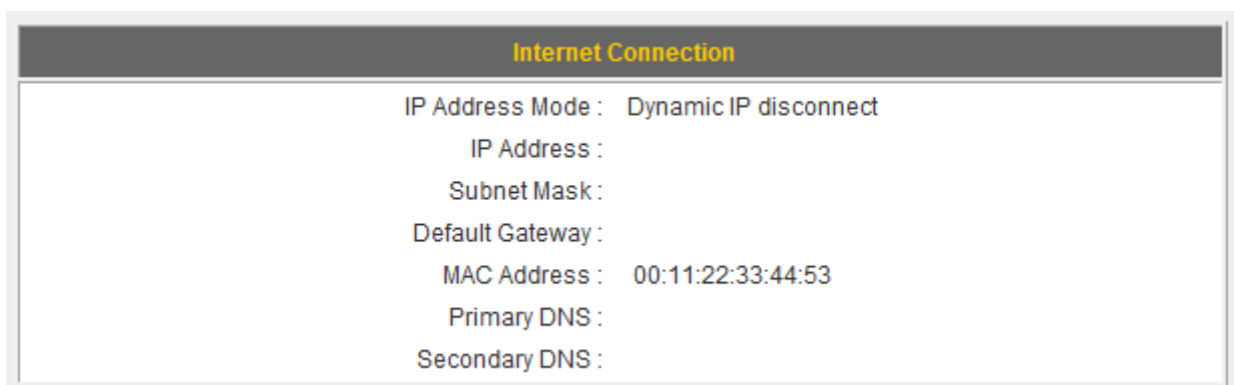 Internet Connection
IP Address Mode : Dynamic IP disconnect
IP Address :
Subnet Mask :
Default Gateway :
MAC Address : 00:11:22:33:44:53
Primary DNS :
Secondary DNS :